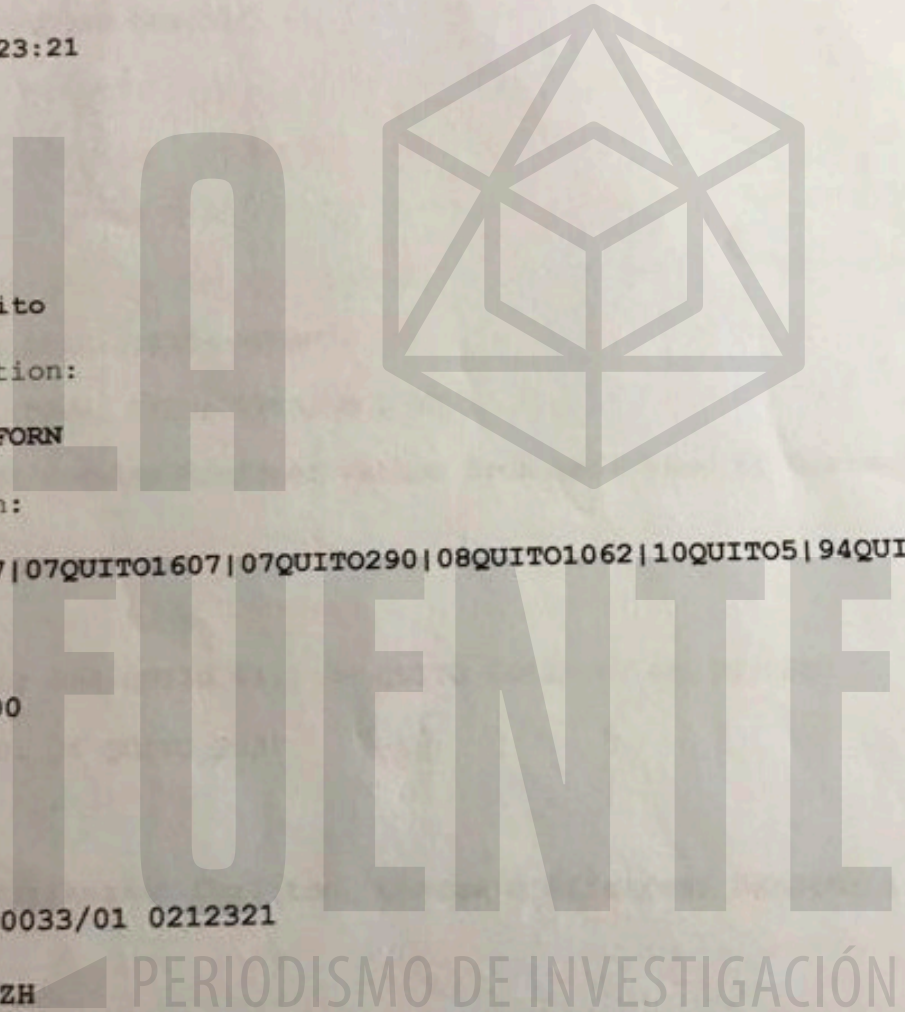 23:21
LA
ito
tion:
FORN
n:
7|07QUITO1607|07QUITO290|08QUITO1062|10QUITO5|94QUI
00
FUENTE
0033/01 0212321
ZH
PERIODISMO DE INVESTIGACIÓN